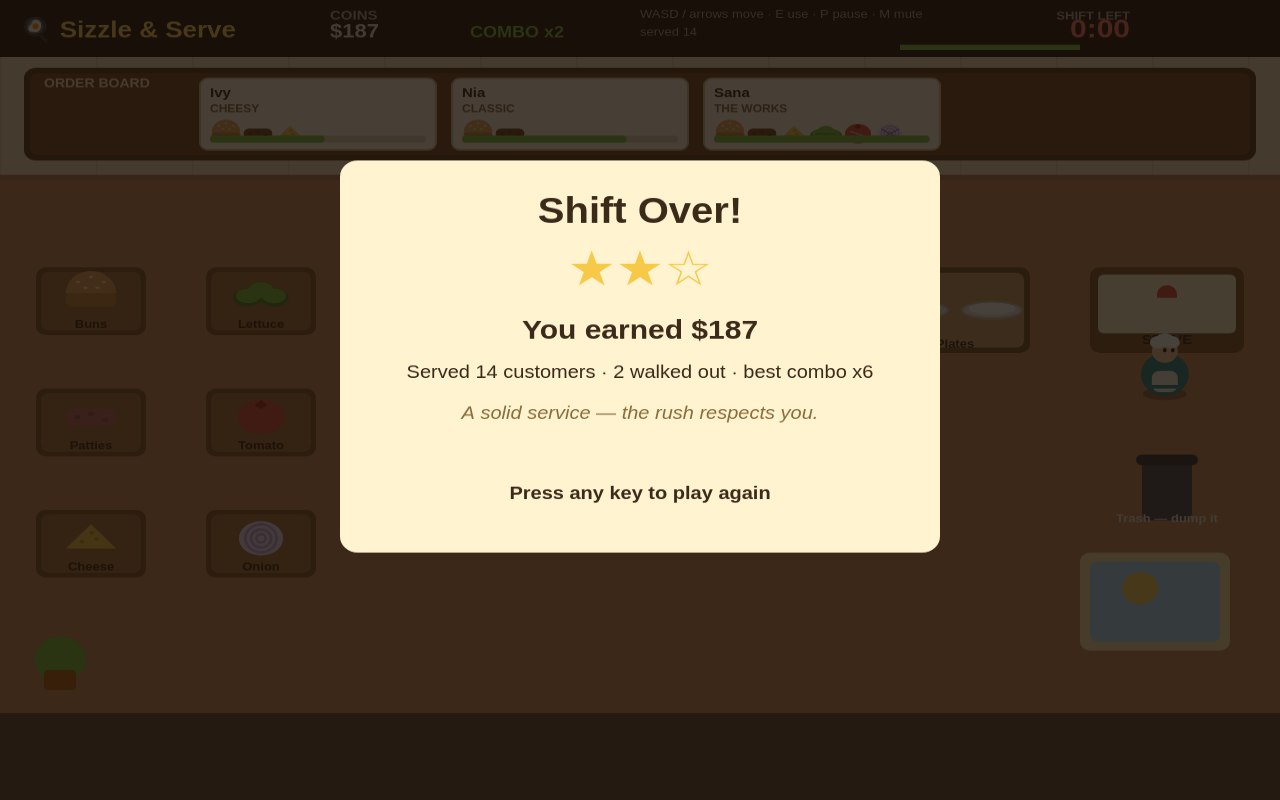 Sizzle & Serve
COINS
$187
COMBO x2
WASD / arrows move · E use · P pause · M mute
served 14
SHIFT LEFT
0:00
ORDER BOARD
Ivy
CHEESY
Nia
CLASSIC
Sana
THE WORKS
Shift Over!
You earned $187
Served 14 customers · 2 walked out · best combo x6
A solid service — the rush respects you.
Press any key to play again
Buns
Lettuce
Plates
Patties
Tomato
Cheese
Onion
Trash — dump it